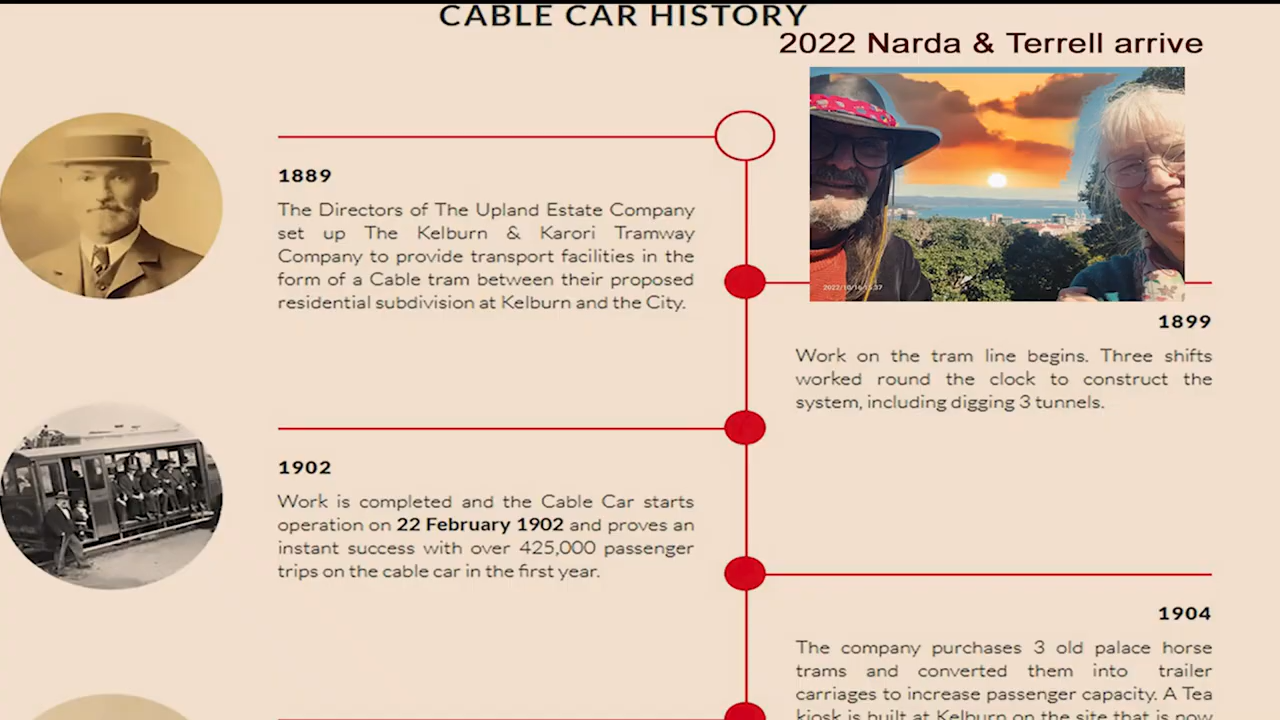 CABLE CAR HISTORY
2022 Narda & Terrell arrive
1889
The Directors of The Upland Estate Company
set up The Kelburn & Karori Tramway
Company to provide transport facilities in the
form of a Cable tram between their proposed
residential subdivision at Kelburn and the City.
1899
Work on the tram line begins. Three shifts
worked round the clock to construct the
system, including digging 3 tunnels.
1902
Work is completed and the Cable Car starts
operation on 22 February 1902 and proves an
instant success with over 425,000 passenger
trips on the cable car in the first year.
1904
The company purchases 3 old palace horse
trams and converted them into trailer
carriages to increase passenger capacity. A Tea
kiosk is built at Kelburn on the site that is now